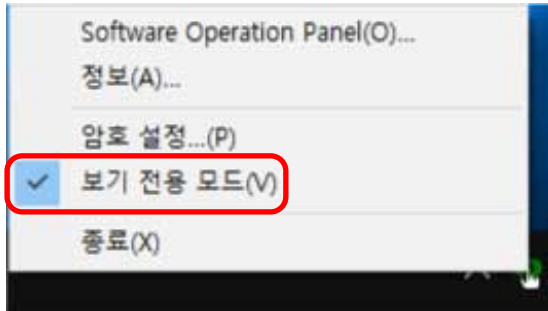 Software Operation Panel(O)...
정보(A)...
암호 설정...(P)
보기 전용 모드(V)
종료(X)